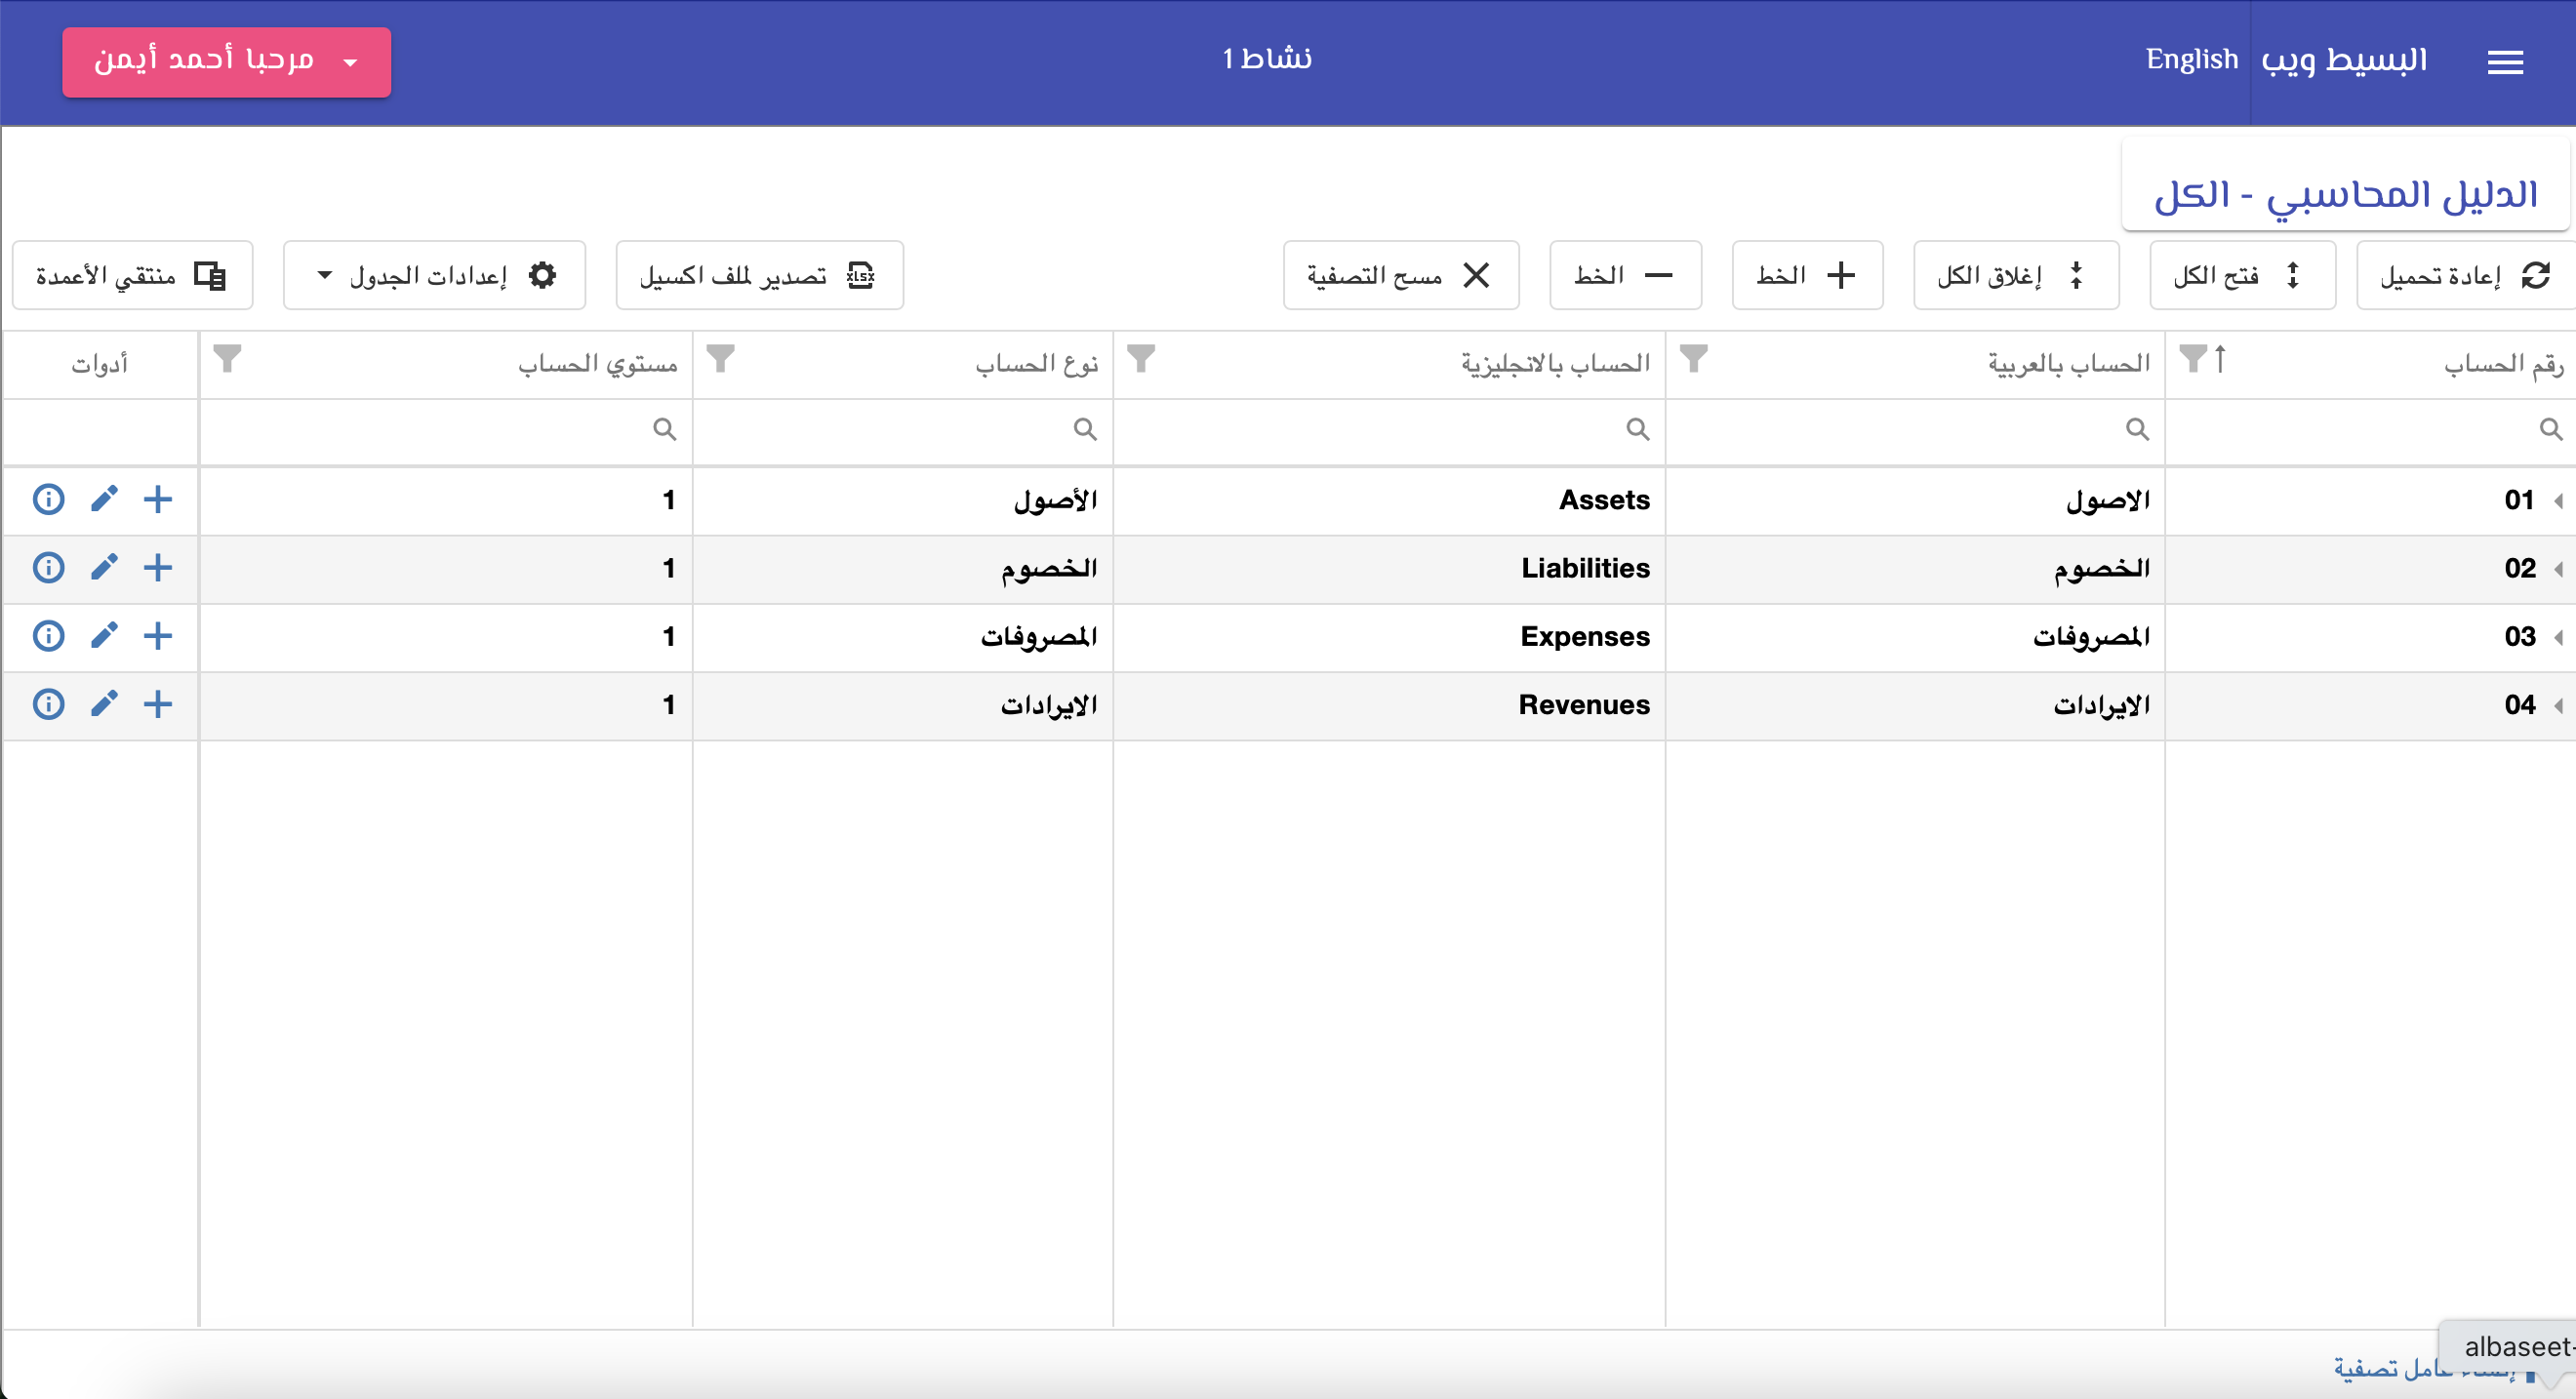 البسيط ويب English نشاط 1 مرحبا أحمد أيمن
الدليل المحاسبي - الكل
إعادة تحميل فتح الكل إغلاق الكل + الخط − الخط مسح التصفية تصدير لملف اكسيل إعدادات الجدول منتقي الأعمدة
رقم الحساب الحساب بالعربية الحساب بالانجليزية نوع الحساب مستوي الحساب أدوات
01 الاصول Assets الأصول 1
02 الخصوم Liabilities الخصوم 1
03 المصروفات Expenses المصروفات 1
04 الايرادات Revenues الايرادات 1
albaseet-
تصفية